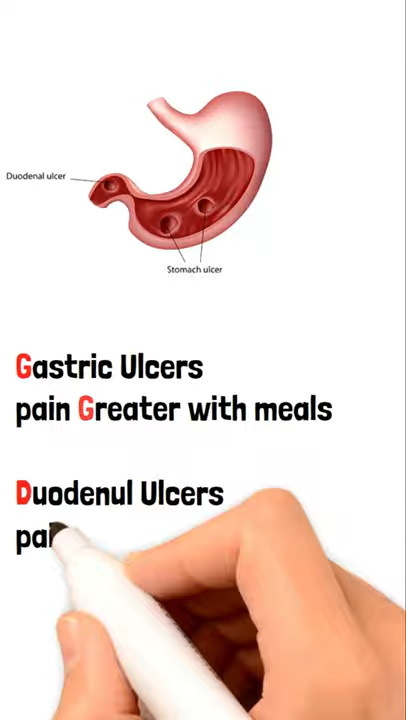 Duodenal ulcer
Stomach ulcer
Gastric Ulcers
pain Greater with meals
Duodenul Ulcers